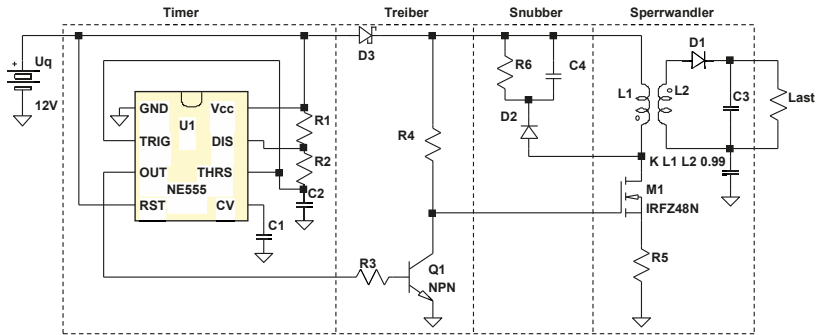 Timer
Treiber
Snubber
Sperrwandler
+
Uq
12V
D3
R6
C4
D1
L1
L2
C3
Last
GND
Vcc
U1
TRIG
DIS
OUT
THRS
NE555
RST
CV
R1
R2
C2
C1
R4
D2
K L1 L2 0.99
M1
IRFZ48N
R3
Q1
NPN
R5